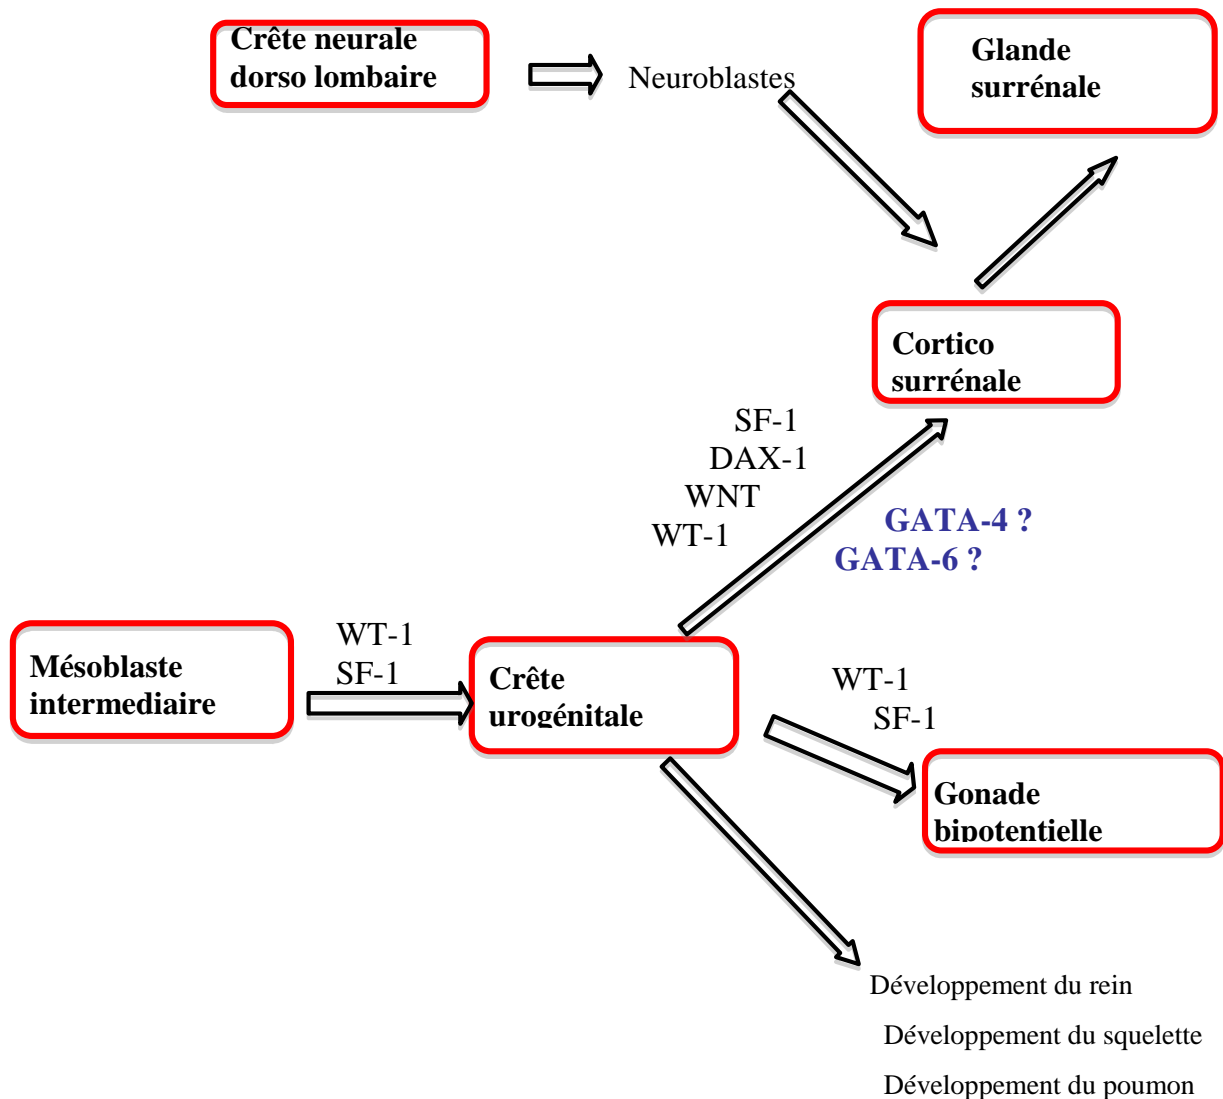 Crête neurale
dorso lombaire
Neuroblastes
Glande
surrénale
Cortico
surrénale
SF-1
DAX-1
WNT
WT-1
GATA-4 ?
GATA-6 ?
Mésoblaste
intermediaire
WT-1
SF-1
Crête
urogénitale
WT-1
SF-1
Gonade
bipotentielle
Développement du rein
Développement du squelette
Développement du poumon